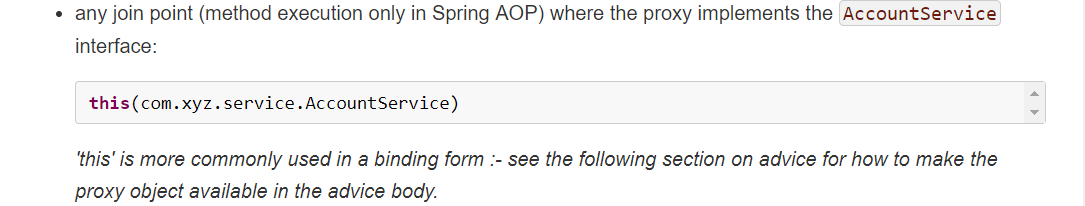 • any join point (method execution only in Spring AOP) where the proxy implements the AccountService
interface:
this(com.xyz.service.AccountService)
'this' is more commonly used in a binding form :- see the following section on advice for how to make the
proxy object available in the advice body.